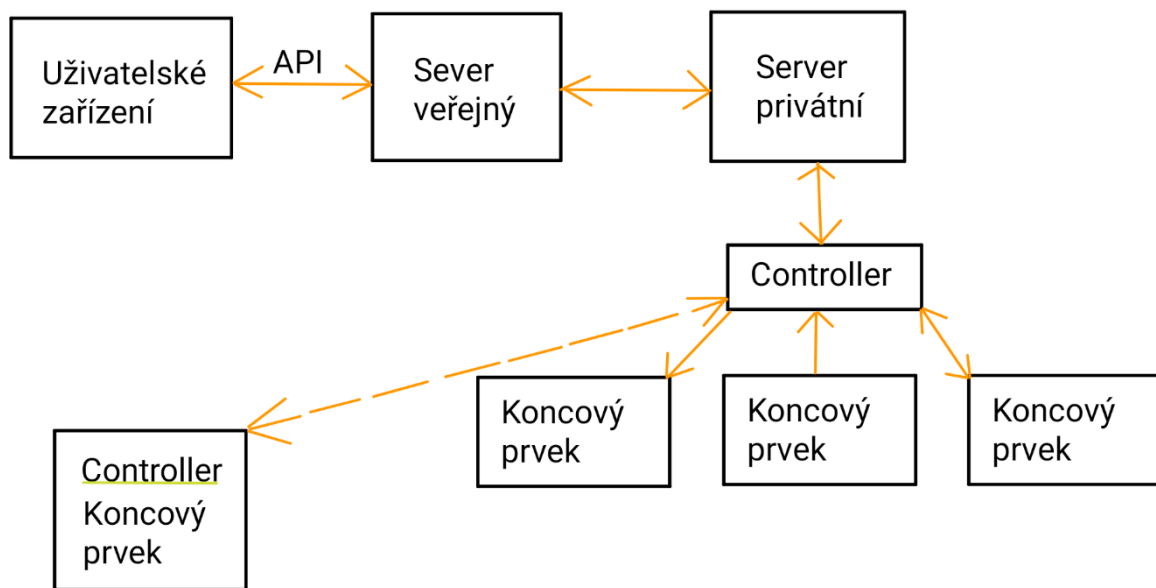 Uživatelské
zařízení
API
Sever
veřejný
Server
privátní
Controller
Koncový
prvek
Koncový
prvek
Koncový
prvek
Controller
Koncový
prvek